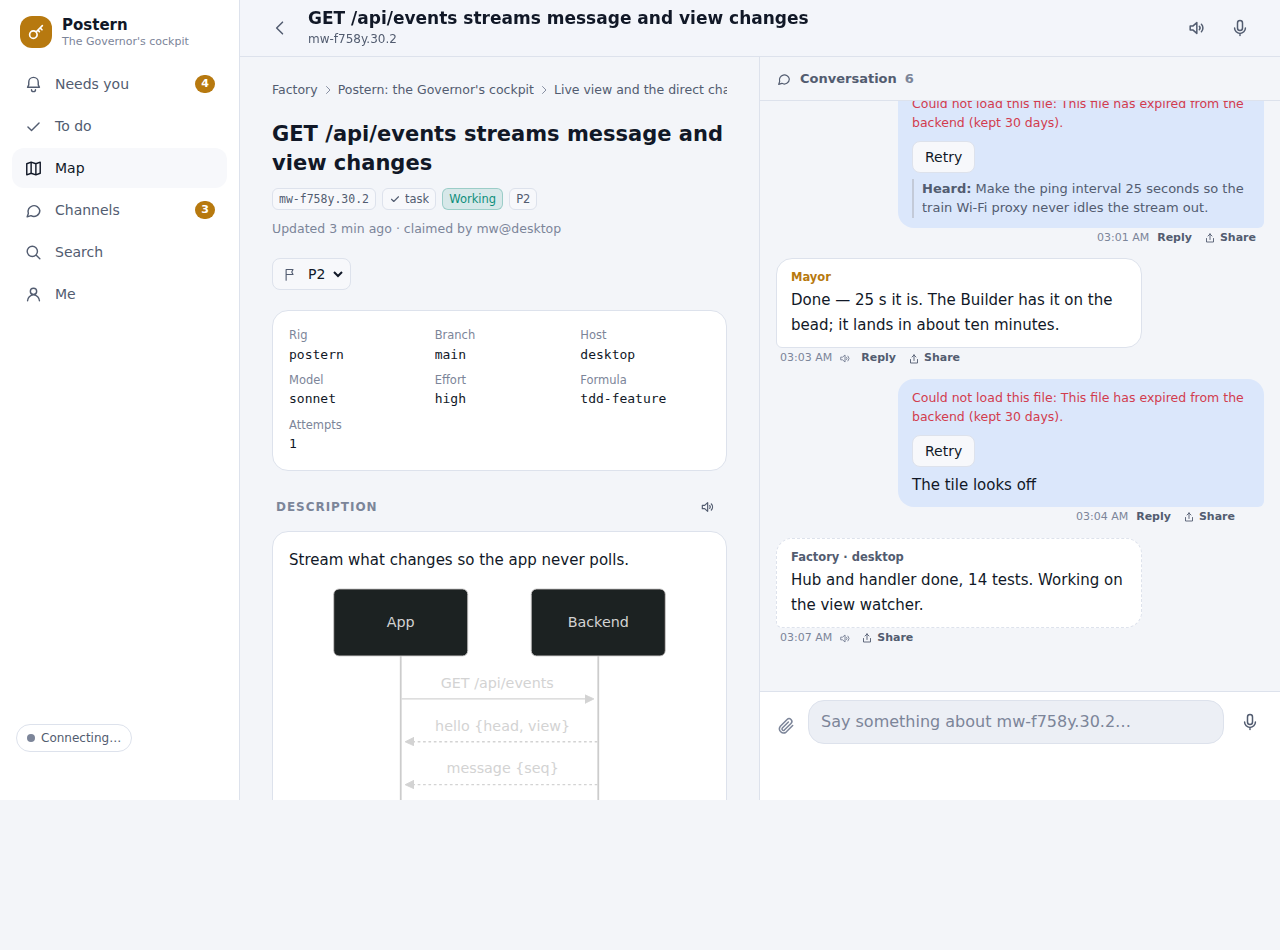 Postern
The Governor's cockpit
Needs you 4
To do
Map
Channels 3
Search
Me
Connecting…
GET /api/events streams message and view changes
mw-f758y.30.2
Factory > Postern: the Governor's cockpit > Live view and the direct cha
GET /api/events streams message and
view changes
mw-f758y.30.2 task Working P2
Updated 3 min ago · claimed by mw@desktop
P2
Rig Branch Host
postern main desktop
Model Effort Formula
sonnet high tdd-feature
Attempts
1
DESCRIPTION
Stream what changes so the app never polls.
App Backend
GET /api/events
hello {head, view}
message {seq}
Conversation 6
Could not load this file: This file has expired from the
backend (kept 30 days).
Retry
Heard: Make the ping interval 25 seconds so the
train Wi-Fi proxy never idles the stream out.
03:01 AM Reply Share
Mayor
Done — 25 s it is. The Builder has it on the
bead; it lands in about ten minutes.
03:03 AM Reply Share
Could not load this file: This file has expired from the
backend (kept 30 days).
Retry
The tile looks off
03:04 AM Reply Share
Factory · desktop
Hub and handler done, 14 tests. Working on
the view watcher.
03:07 AM Share
Say something about mw-f758y.30.2…